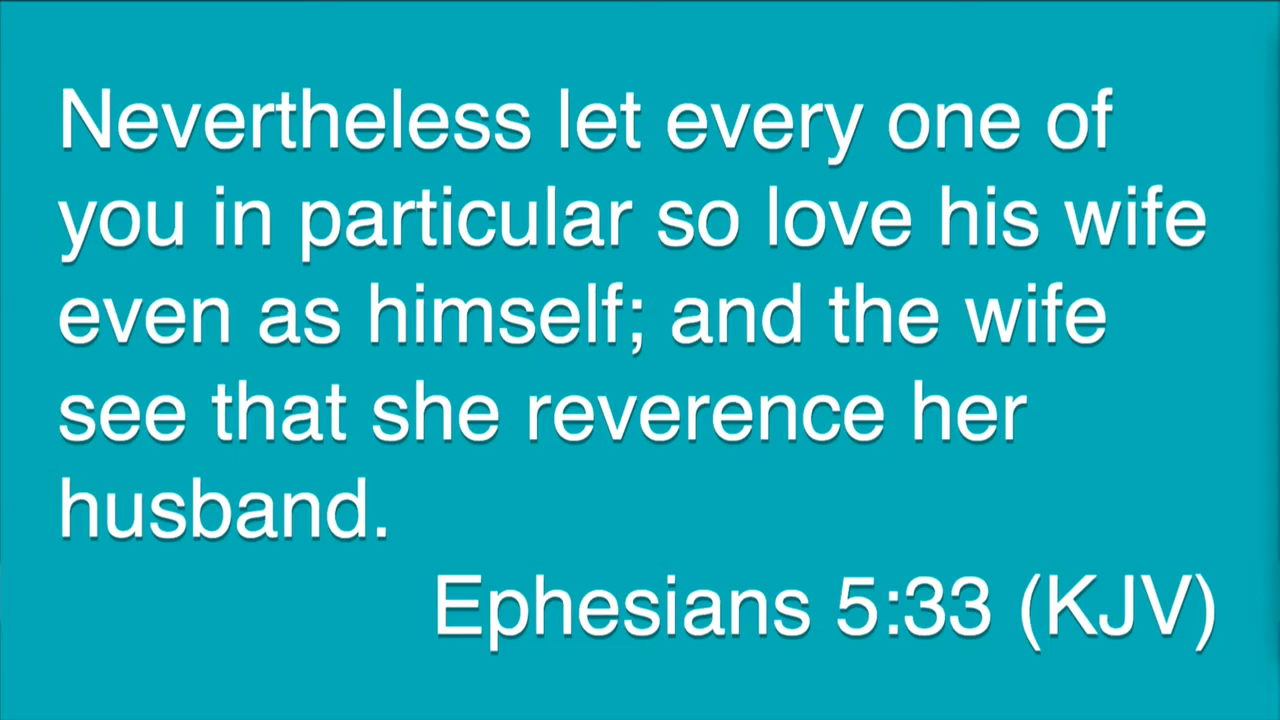 Nevertheless let every one of
you in particular so love his wife
even as himself; and the wife
see that she reverence her
husband.
Ephesians 5:33 (KJV)